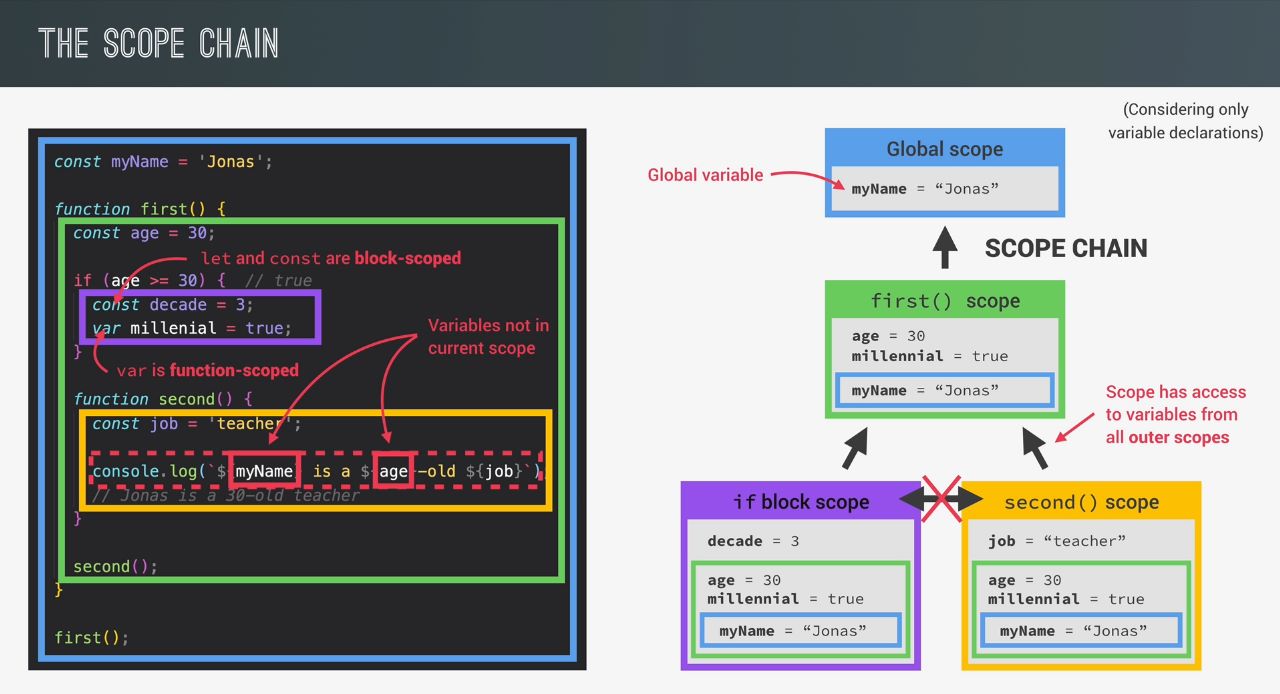 THE SCOPE CHAIN
const myName = 'Jonas';
function first() {
const age = 30;
let and const are block-scoped
if (age >= 30) { // true
const decade = 3;
var millenial = true;
}
var is function-scoped
Variables not in
current scope
function second() {
const job = 'teacher';
console.log(`${myName} is a ${age}-old ${job}`)
// Jonas is a 30-old teacher
}
second();
}
first();
(Considering only
variable declarations)
Global scope
Global variable
myName = “Jonas”
SCOPE CHAIN
first() scope
age = 30
millennial = true
myName = “Jonas”
Scope has access
to variables from
all outer scopes
if block scope
decade = 3
age = 30
millennial = true
myName = “Jonas”
second() scope
job = “teacher”
age = 30
millennial = true
myName = “Jonas”